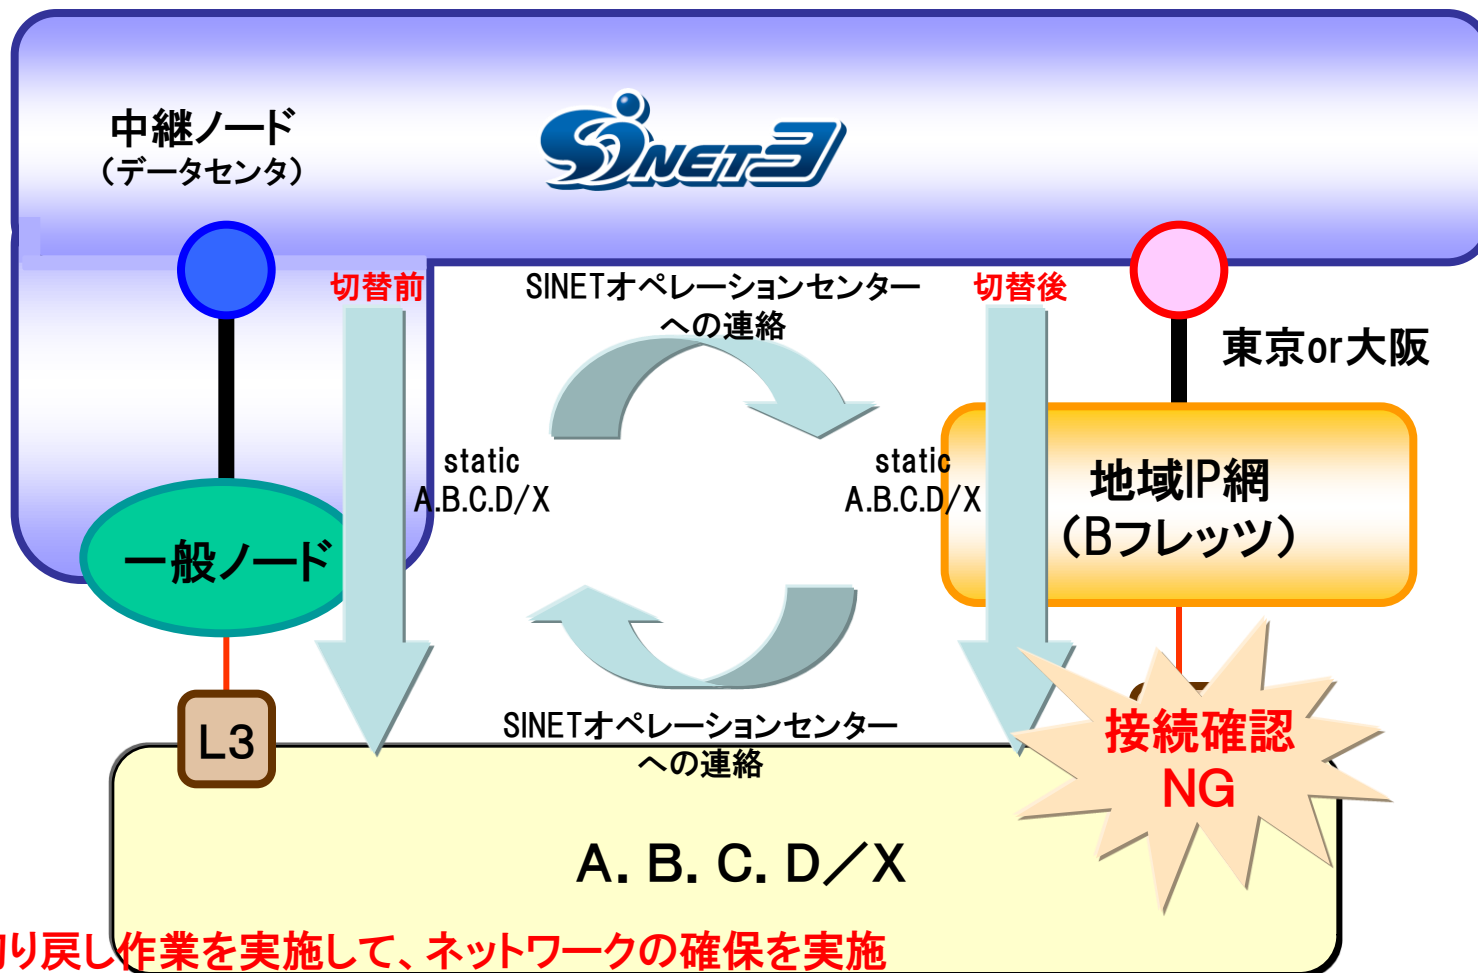 中継ノード
（データセンタ）
SINET3
切替前
SINETオペレーションセンター
への連絡
切替後
東京or大阪
static
A.B.C.D/X
static
A.B.C.D/X
地域IP網
（Bフレッツ）
一般ノード
L3
SINETオペレーションセンター
への連絡
接続確認
NG
A．B．C．D／X
り戻し作業を実施して、ネットワークの確保を実施